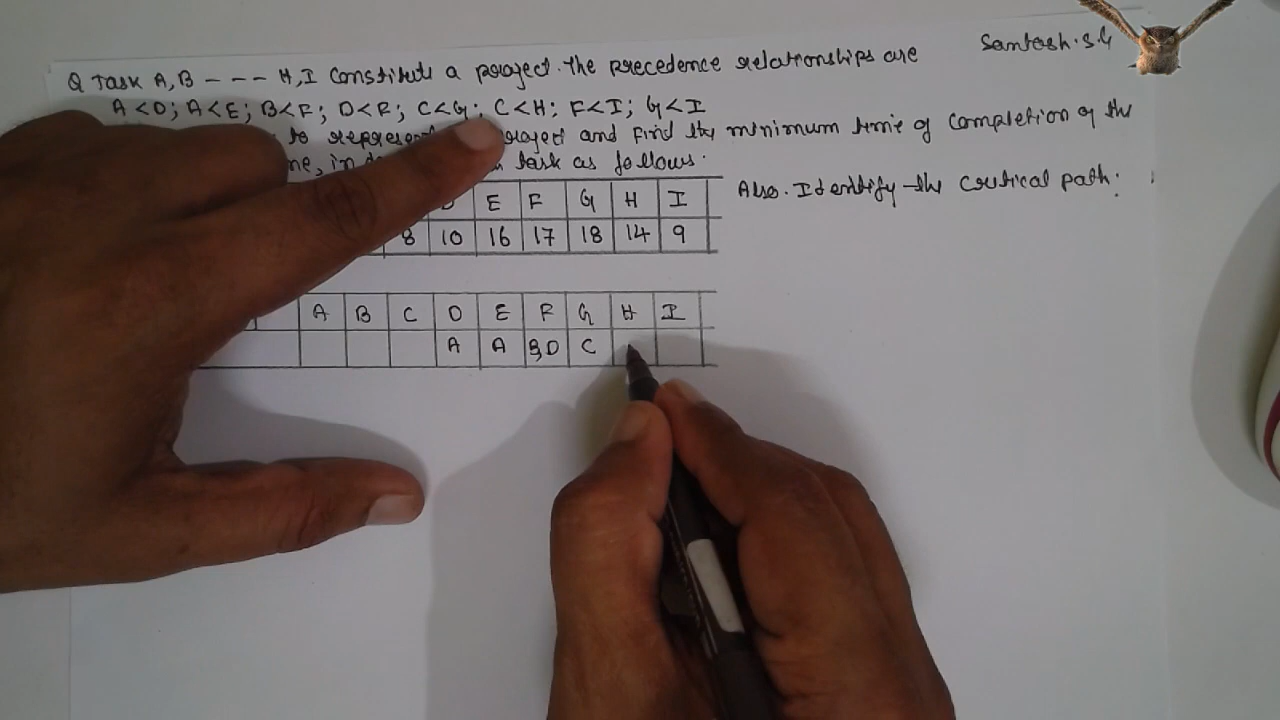 Santosh.S.G
Q Task A,B - - - - H,I Constitute a project. The precedence relationships are
A<D; A<E; B<F; D<F; C<G; C<H; F<I; G<I
to represent project and find the minimum time of completion of the
task as follows.
Also. Identify the critical path.
E F G H I
8 10 16 17 18 14 9
A B C D E F G H I
A A B,D C